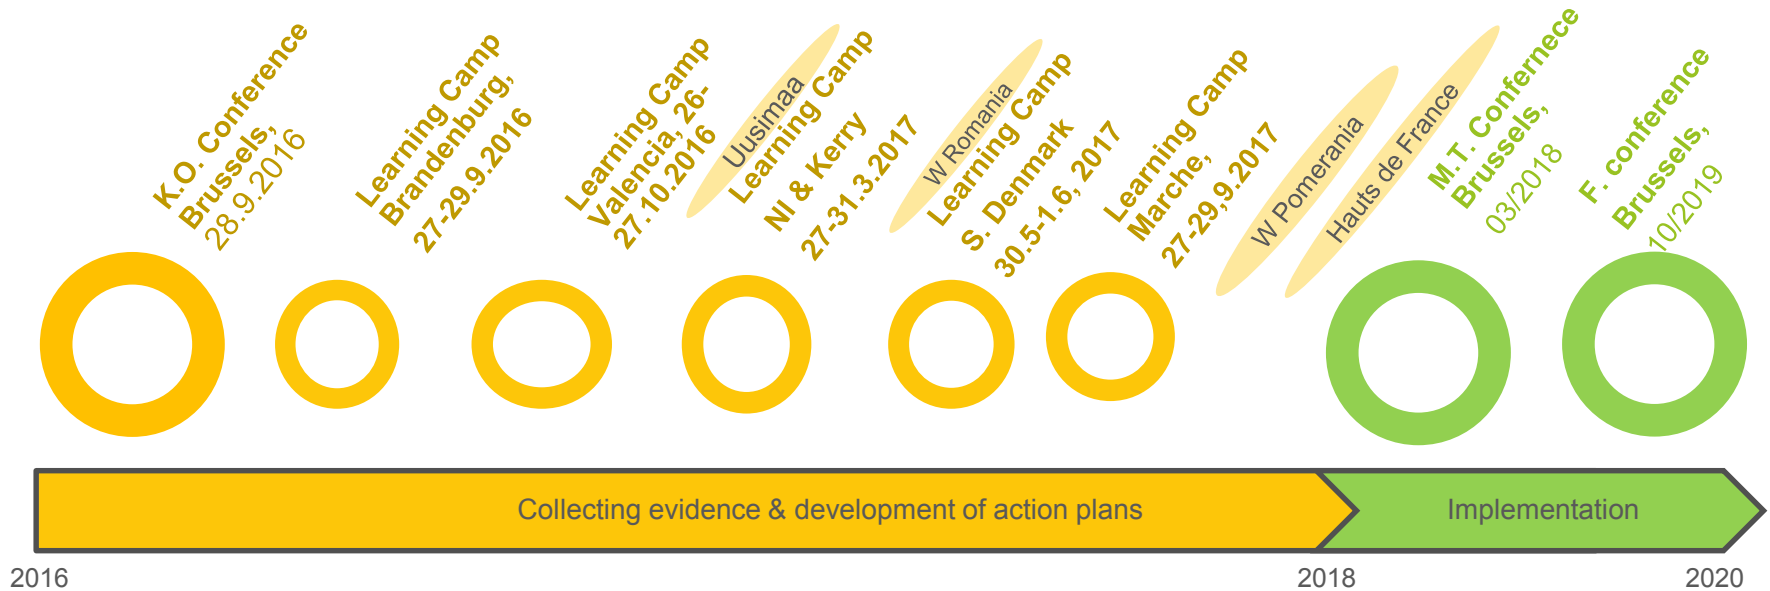 K.O. Conference
Brussels,
28.9.2016
Learning Camp
Brandenburg,
27-29.9.2016
Learning Camp
Valencia, 26-
27.10.2016
Uusimaa
Learning Camp
NI & Kerry
27-31.3.2017
W Romania
Learning Camp
S. Denmark
30.5-1.6, 2017
Learning Camp
Marche,
27-29,9.2017
W Pomerania
Hauts de France
M.T. Confernece
Brussels,
03/2018
F. conference
Brussels,
10/2019
Collecting evidence & development of action plans
Implementation
2016
2018
2020